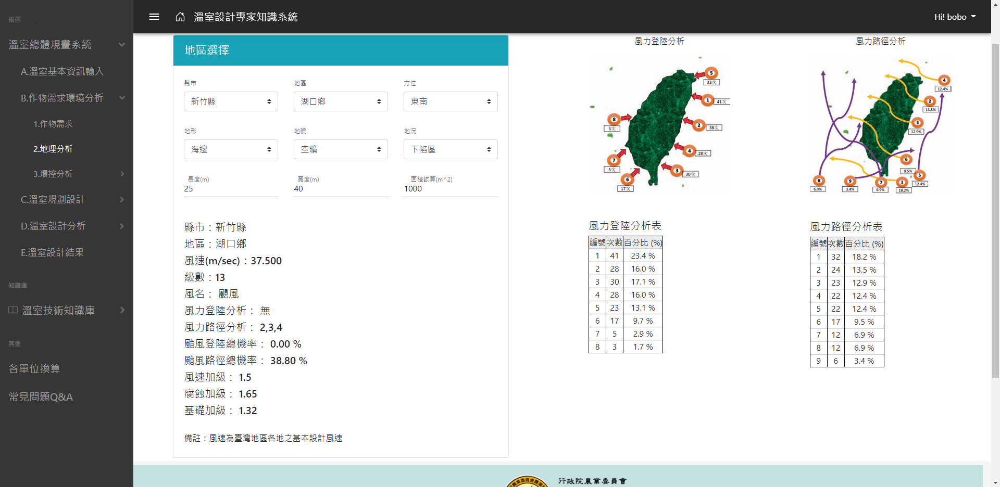 規劃
溫室總體規畫系統
A.溫室基本資訊輸入
B.作物需求環境分析
1.作物需求
2.地理分析
3.環控分析
C.溫室規劃設計
D.溫室設計分析
E.溫室設計結果
知識庫
溫室技術知識庫
其他
各單位換算
常見問題Q&A
溫室設計專家知識系統
Hi! bobo
地區選擇
縣市 地區 方位
新竹縣 湖口鄉 東南
地形 地貌 地況
海邊 空曠 下陷區
長度(m) 寬度(m) 面積試算(m^2)
25 40 1000
縣市：新竹縣
地區：湖口鄉
風速(m/sec)：37.500
級數：13
風名： 颶風
風力登陸分析： 無
風力路徑分析： 2,3,4
颱風登陸總機率： 0.00 %
颱風路徑總機率： 38.80 %
風速加級： 1.5
腐蝕加級： 1.65
基礎加級： 1.32
備註：風速為臺灣地區各地之基本設計風速
風力登陸分析
5
23次
1
41次
8
3次
2
38次
4
28次
7
5次
3
30次
6
17次
風力路徑分析
4
12.4%
2
13.5%
3
12.9%
6
9.5%
5
12.4%
8
6.9%
9
3.4%
7
6.9%
1
18.2%
風力登陸分析表
編號 次數 百分比 (%)
1 41 23.4 %
2 28 16.0 %
3 30 17.1 %
4 28 16.0 %
5 23 13.1 %
6 17 9.7 %
7 5 2.9 %
8 3 1.7 %
風力路徑分析表
編號 次數 百分比 (%)
1 32 18.2 %
2 24 13.5 %
3 23 12.9 %
4 22 12.4 %
5 22 12.4 %
6 17 9.5 %
7 12 6.9 %
8 12 6.9 %
9 6 3.4 %
行政院農業委員會